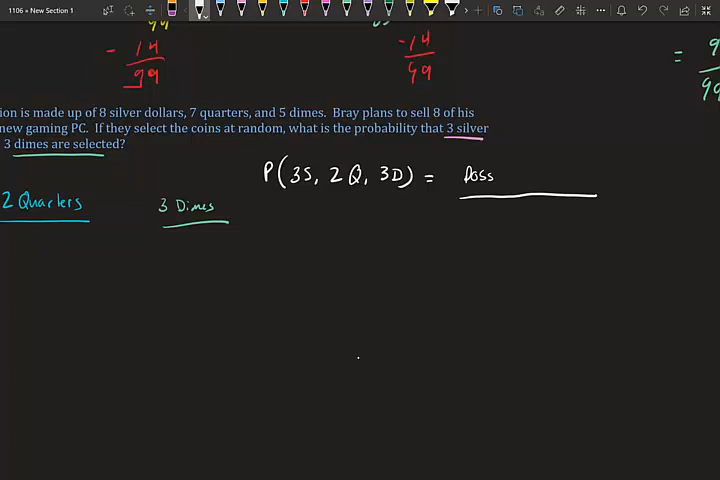 1106 » New Section 1
99
- 14/99
-14/99
= 9
99
ion is made up of 8 silver dollars, 7 quarters, and 5 dimes. Bray plans to sell 8 of his
new gaming PC. If they select the coins at random, what is the probability that 3 silver
3 dimes are selected?
P(3S, 2Q, 3D) = Poss
2 Quarters
3 Dimes